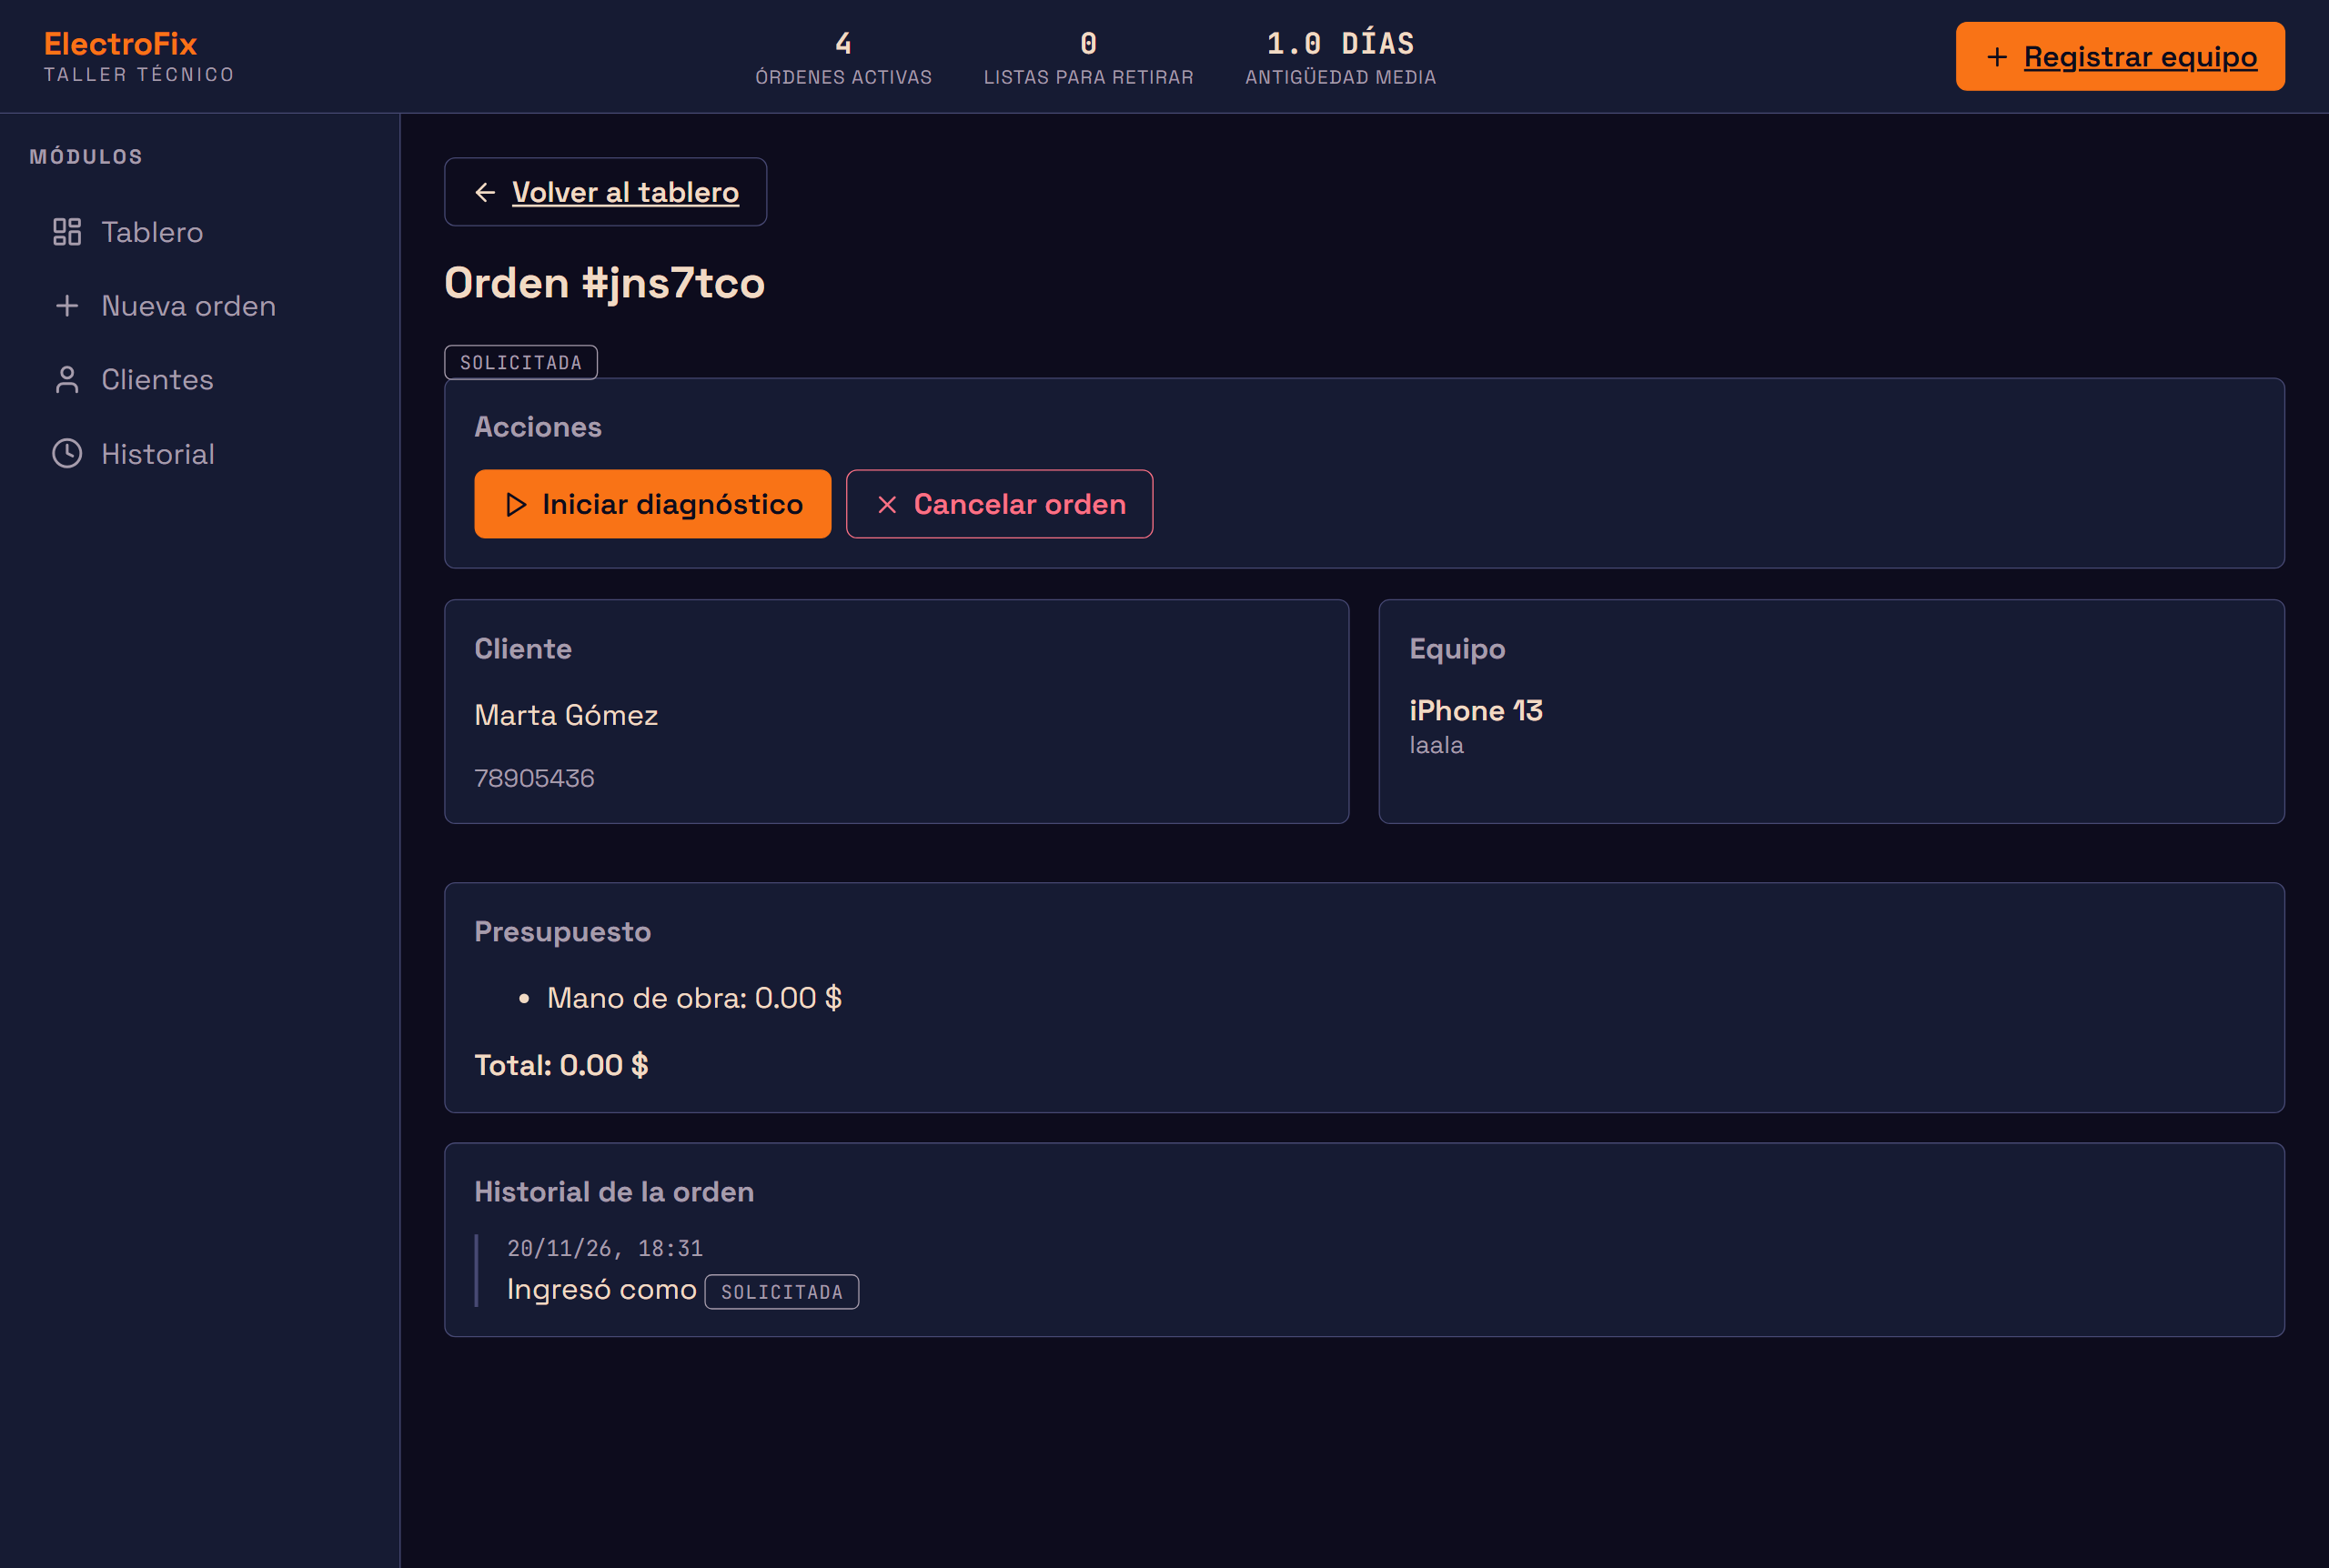 ElectroFix
TALLER TÉCNICO
4
ÓRDENES ACTIVAS
0
LISTAS PARA RETIRAR
1.0 DÍAS
ANTIGÜEDAD MEDIA
Registrar equipo
MÓDULOS
Tablero
Nueva orden
Clientes
Historial
Volver al tablero
Orden #jns7tco
SOLICITADA
Acciones
Iniciar diagnóstico
Cancelar orden
Cliente
Marta Gómez
78905436
Equipo
iPhone 13
laala
Presupuesto
• Mano de obra: 0.00 $
Total: 0.00 $
Historial de la orden
20/11/26, 18:31
Ingresó como SOLICITADA